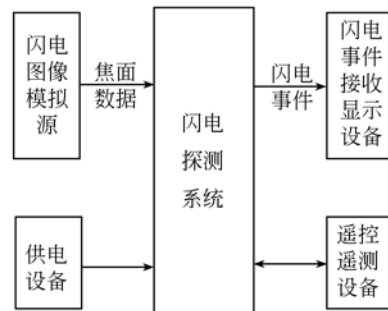 闪电
图像
模拟
源
焦面
数据
闪电
探测
系统
闪电
事件
闪电
事件
接收
显示
设备
供电
设备
遥控
遥测
设备